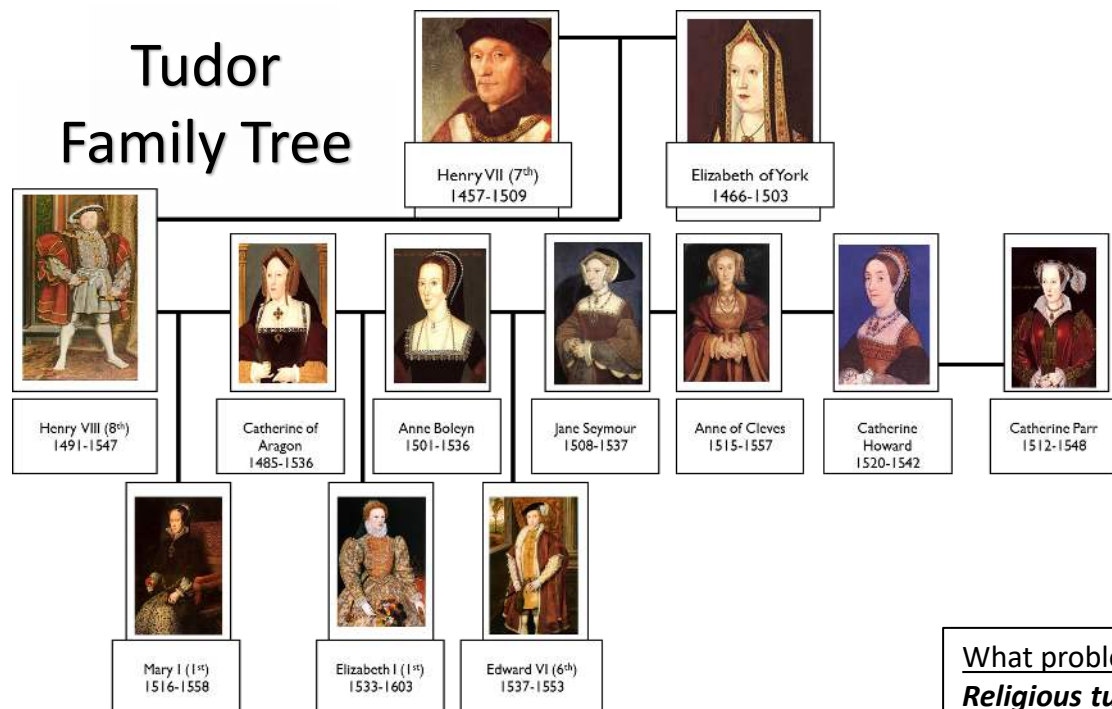 Tudor
Family Tree
Henry VII (7th)
1457-1509
Elizabeth of York
1466-1503
Henry VIII (8th)
1491-1547
Catherine of
Aragon
1485-1536
Anne Boleyn
1501-1536
Jane Seymour
1508-1537
Anne of Cleves
1515-1557
Catherine
Howard
1520-1542
Catherine Parr
1512-1548
Mary I (1st)
1516-1558
Elizabeth I (1st)
1533-1603
Edward VI (6th)
1537-1553
What proble
Religious tu